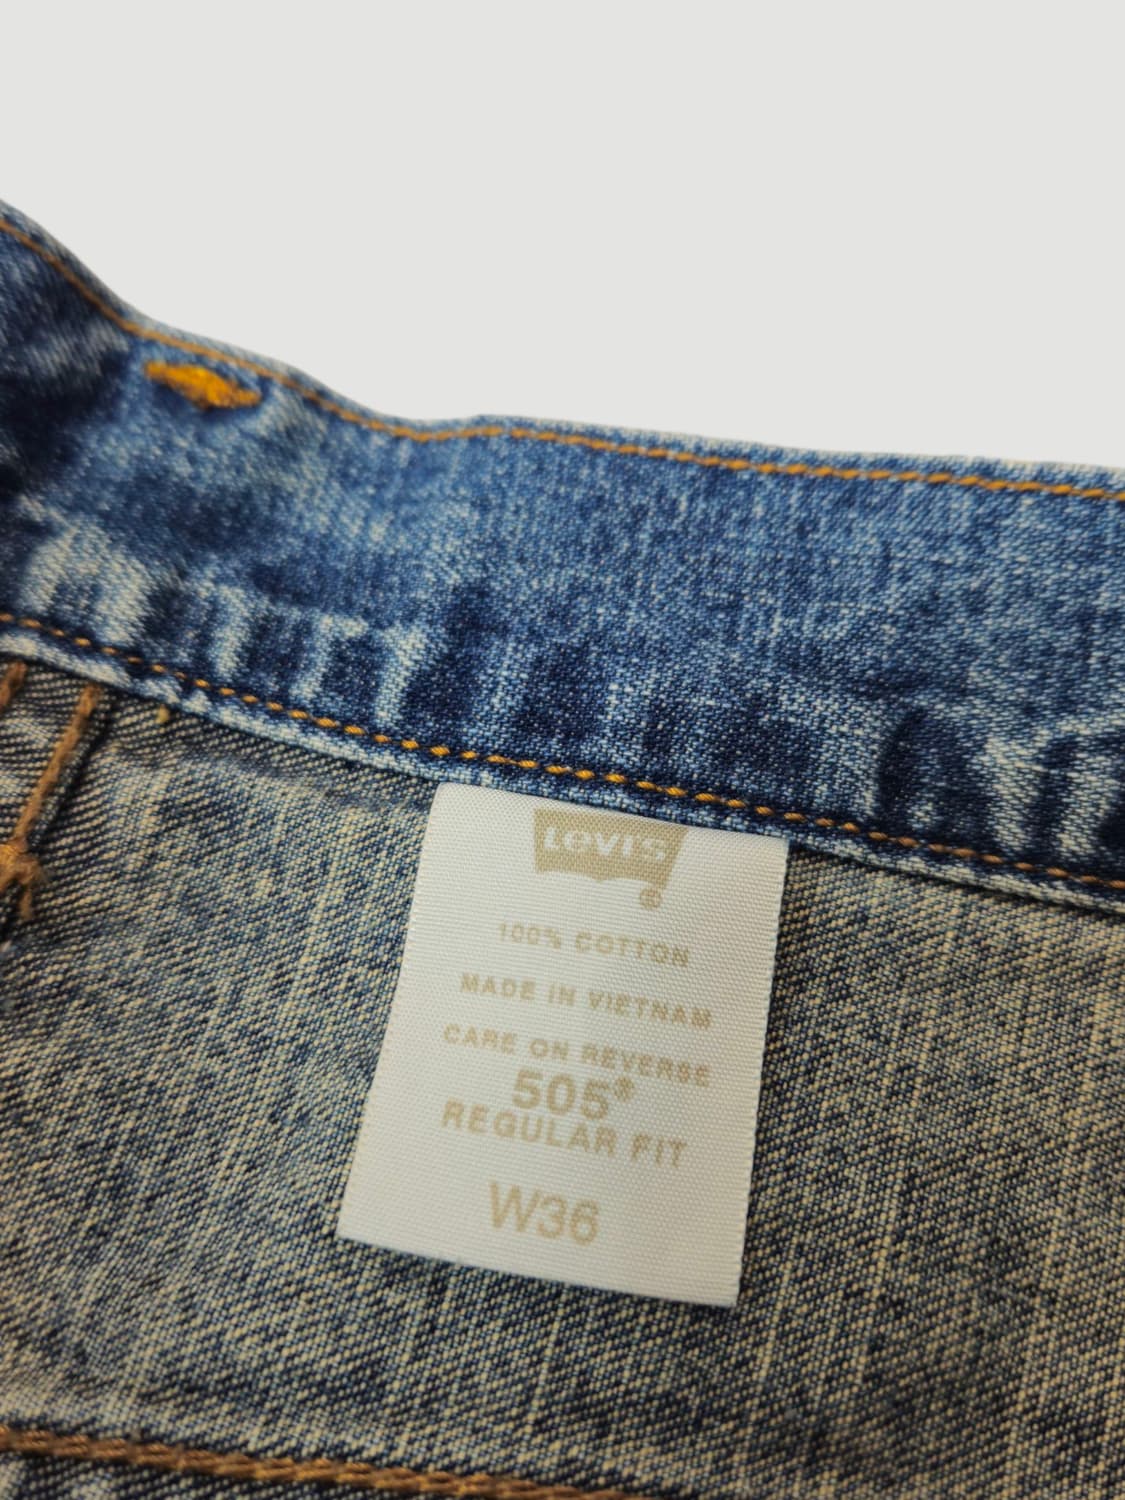 Levi's
®
100% COTTON
MADE IN VIETNAM
CARE ON REVERSE
505®
REGULAR FIT
W36